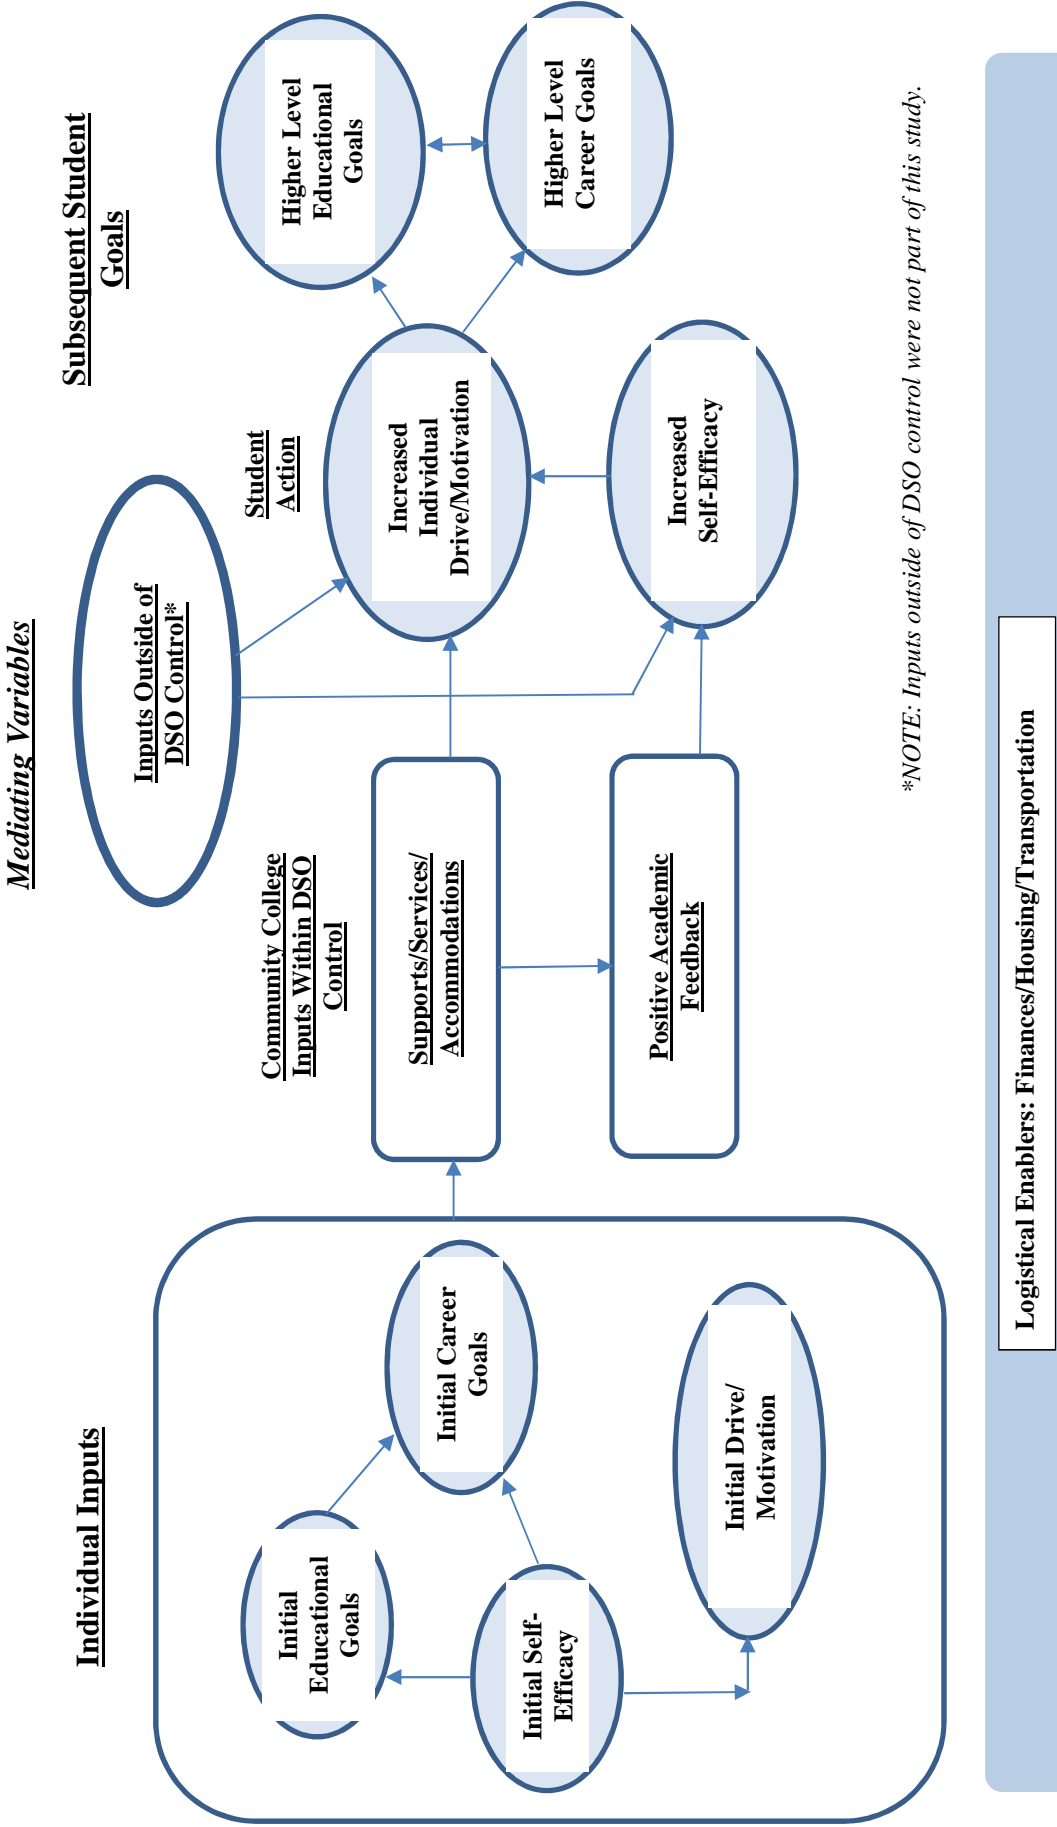 Mediating Variables
Individual Inputs
Subsequent Student
Goals
Inputs Outside of
DSO Control*
Community College
Inputs Within DSO
Control
Student
Action
Initial
Educational
Goals
Initial Career
Goals
Initial Self-
Efficacy
Initial Drive/
Motivation
Supports/Services/
Accommodations
Positive Academic
Feedback
Increased
Individual
Drive/Motivation
Increased
Self-Efficacy
Higher Level
Educational
Goals
Higher Level
Career Goals
*NOTE: Inputs outside of DSO control were not part of this study.
Logistical Enablers: Finances/Housing/Transportation